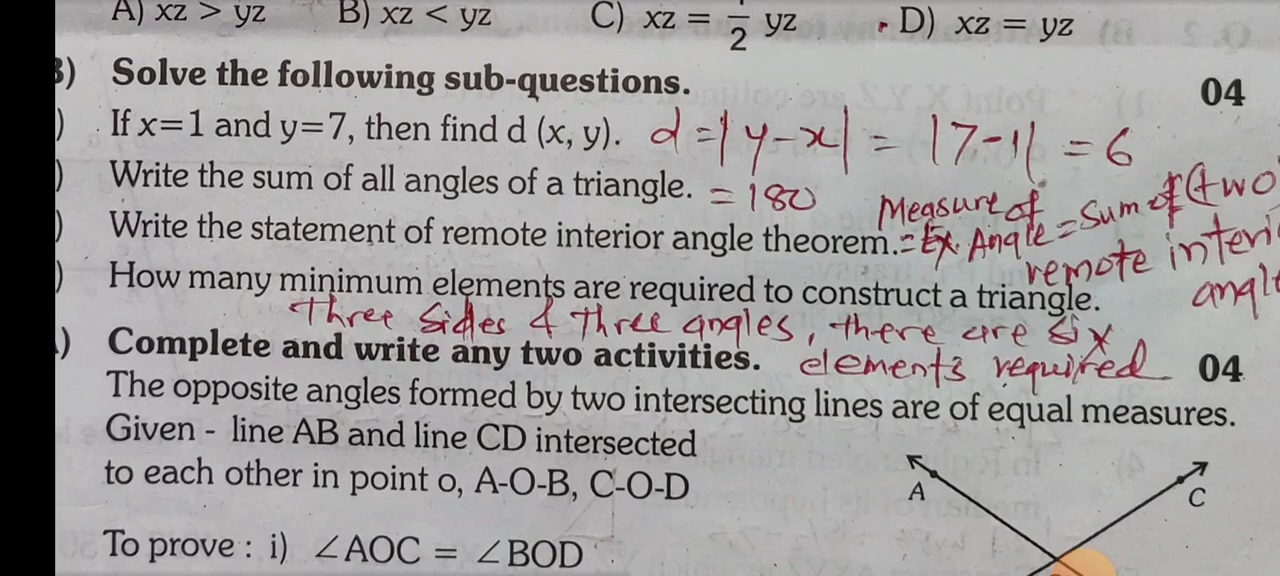 A) xz > yz B) xz < yz C) xz = 1/2 yz D) xz = yz
B) Solve the following sub-questions. 04
) If x=1 and y=7, then find d (x, y). d = |y-x| = |7-1| = 6
) Write the sum of all angles of a triangle. = 180
) Write the statement of remote interior angle theorem. = Measure of Ex. Angle = Sum of (two remote interi angle
) How many minimum elements are required to construct a triangle.
Three Sides & three angles, there are six elements required
) Complete and write any two activities. 04
The opposite angles formed by two intersecting lines are of equal measures.
Given - line AB and line CD intersected
to each other in point o, A-O-B, C-O-D
A
C
To prove : i) ∠AOC = ∠BOD